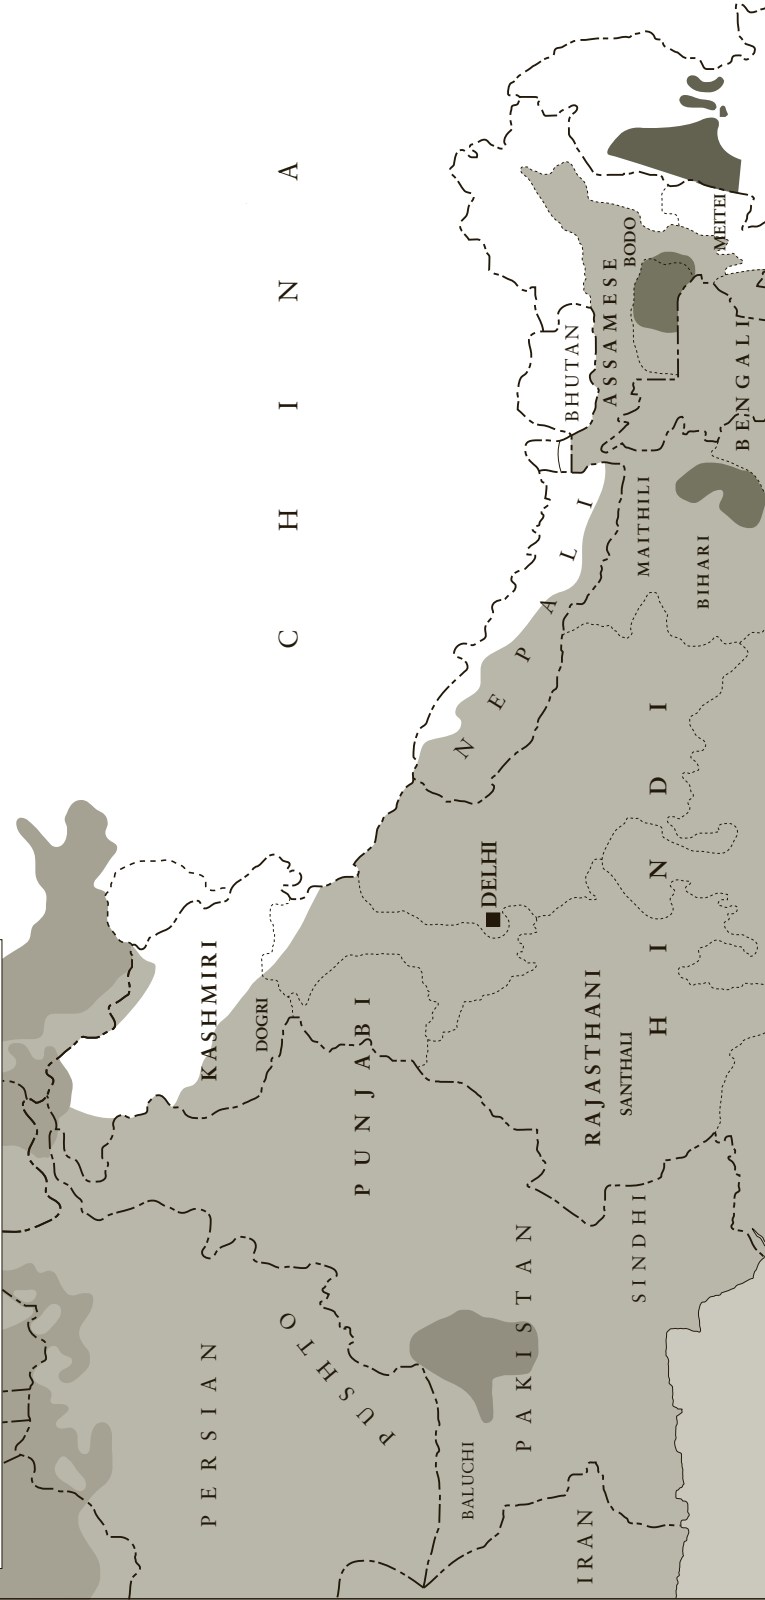 CHINA
NEPALI
BHUTAN
ASSAMESE
BODO
MEITEI
BENGALI
MAITHILI
BIHARI
HINDI
DELHI
KASHMIRI
DOGRI
PUNJABI
RAJASTHANI
SANTHALI
SINDHI
PAKISTAN
PUSHTO
PERSIAN
BALUCHI
IRAN